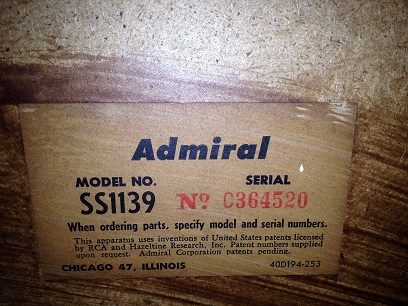 Admiral
MODEL NO. SERIAL
SS1139 Nº C364520
When ordering parts, specify model and serial numbers.
This apparatus uses inventions of United States patents licensed
by RCA and Hazeltine Research, Inc. Patent numbers supplied
upon request. Admiral Corporation patents pending.
CHICAGO 47, ILLINOIS 40D194-253